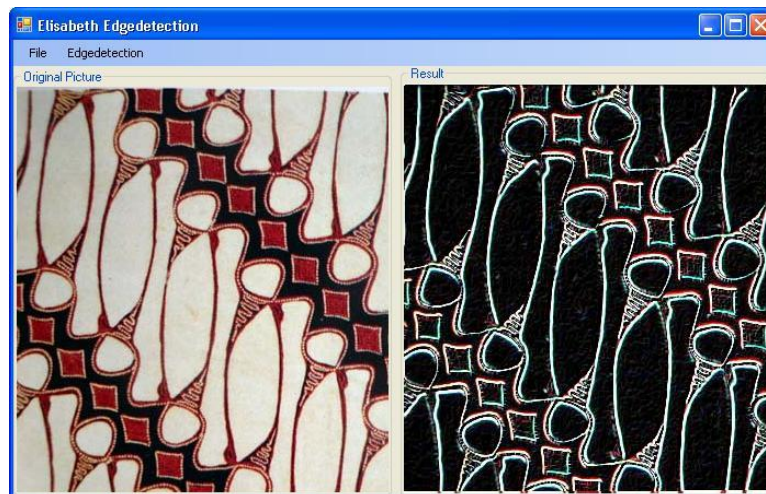 Elisabeth Edgedetection
File Edgedetection
Original Picture
Result